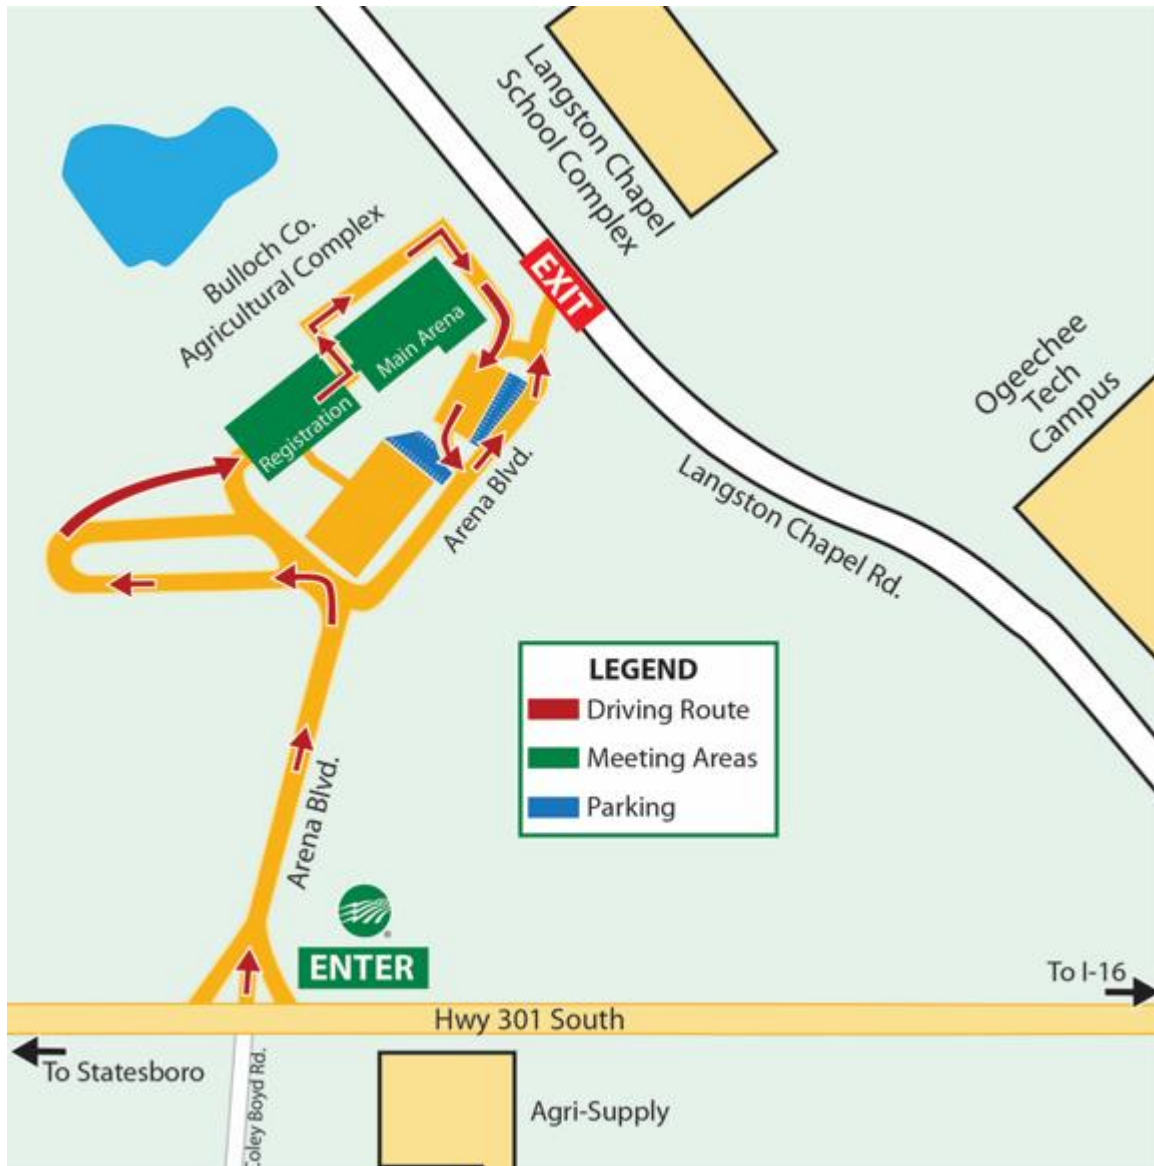 Langston Chapel
School Complex
Bulloch Co.
Agricultural Complex
EXIT
Main Arena
Registration
Ogeechee
Tech
Campus
Arena Blvd.
Langston Chapel Rd.
LEGEND
Driving Route
Meeting Areas
Parking
Arena Blvd.
®
ENTER
To I-16
Hwy 301 South
To Statesboro
Coley Boyd Rd.
Agri-Supply